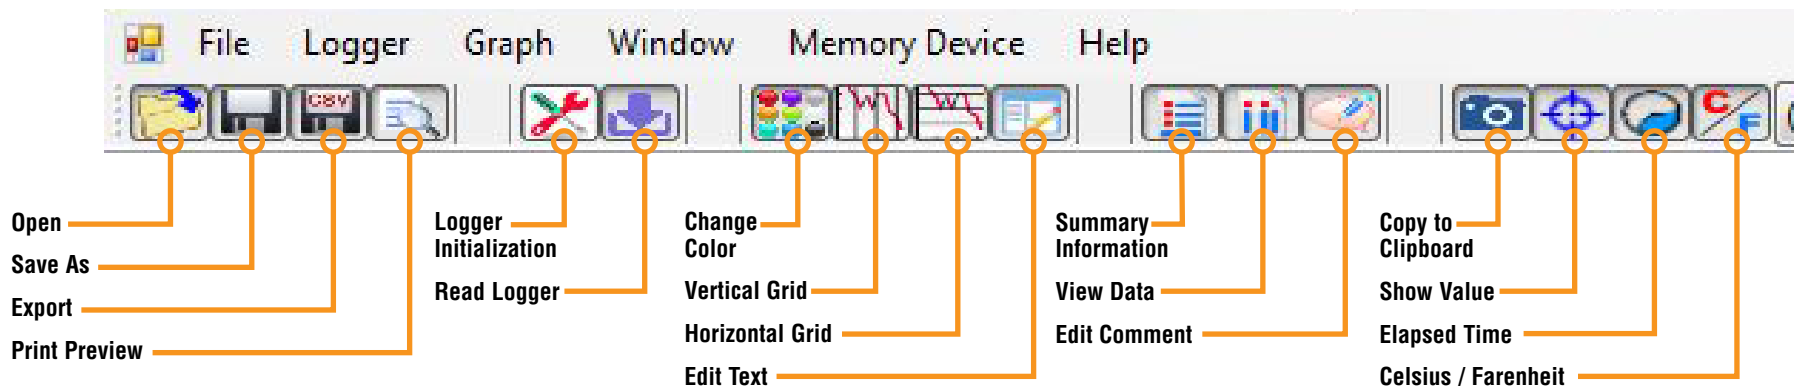 File Logger Graph Window Memory Device Help
CSV
C/F
Open
Save As
Export
Print Preview
Logger
Initialization
Read Logger
Change
Color
Vertical Grid
Horizontal Grid
Edit Text
Summary
Information
View Data
Edit Comment
Copy to
Clipboard
Show Value
Elapsed Time
Celsius / Farenheit